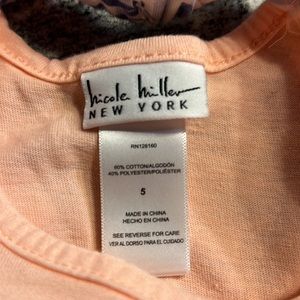 nicole miller
NEW YORK
RN128160
60% COTTON/ALGODÓN
40% POLYESTER/POLIÉSTER
5
MADE IN CHINA
HECHO EN CHINA
SEE REVERSE FOR CARE
VER AL DORSO PARA EL CUIDADO